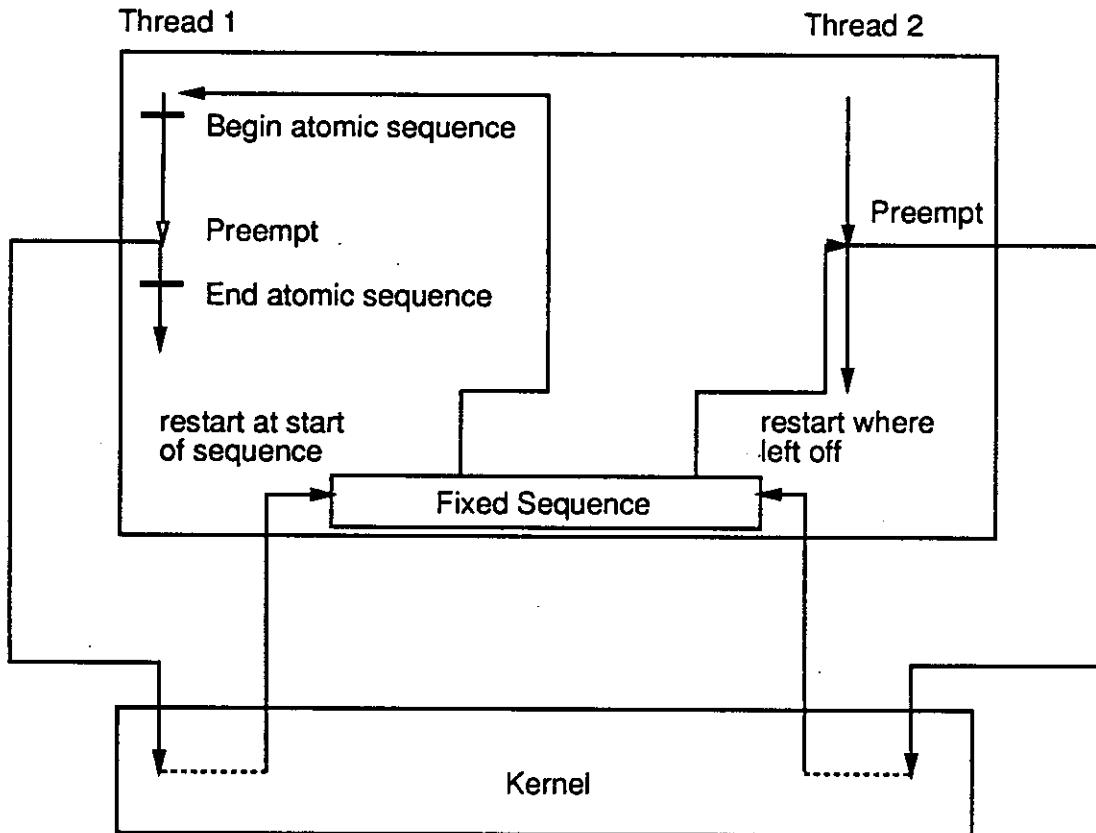 Thread 1
Thread 2
Begin atomic sequence
Preempt
Preempt
End atomic sequence
restart at start
of sequence
restart where
left off
Fixed Sequence
Kernel